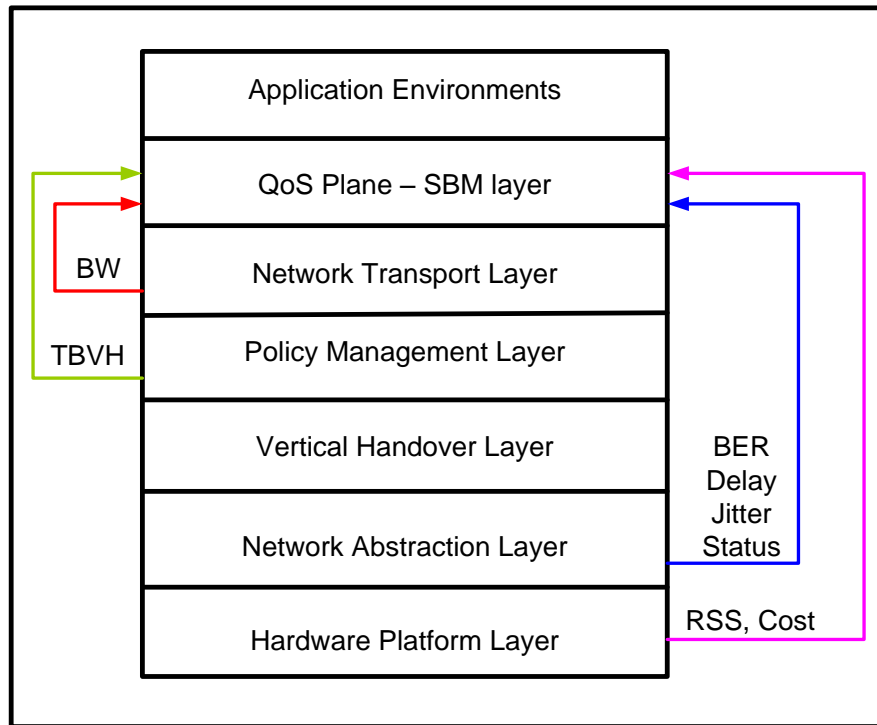 Application Environments
QoS Plane – SBM layer
BW
Network Transport Layer
TBVH
Policy Management Layer
Vertical Handover Layer
BER
Delay
Jitter
Status
Network Abstraction Layer
RSS, Cost
Hardware Platform Layer